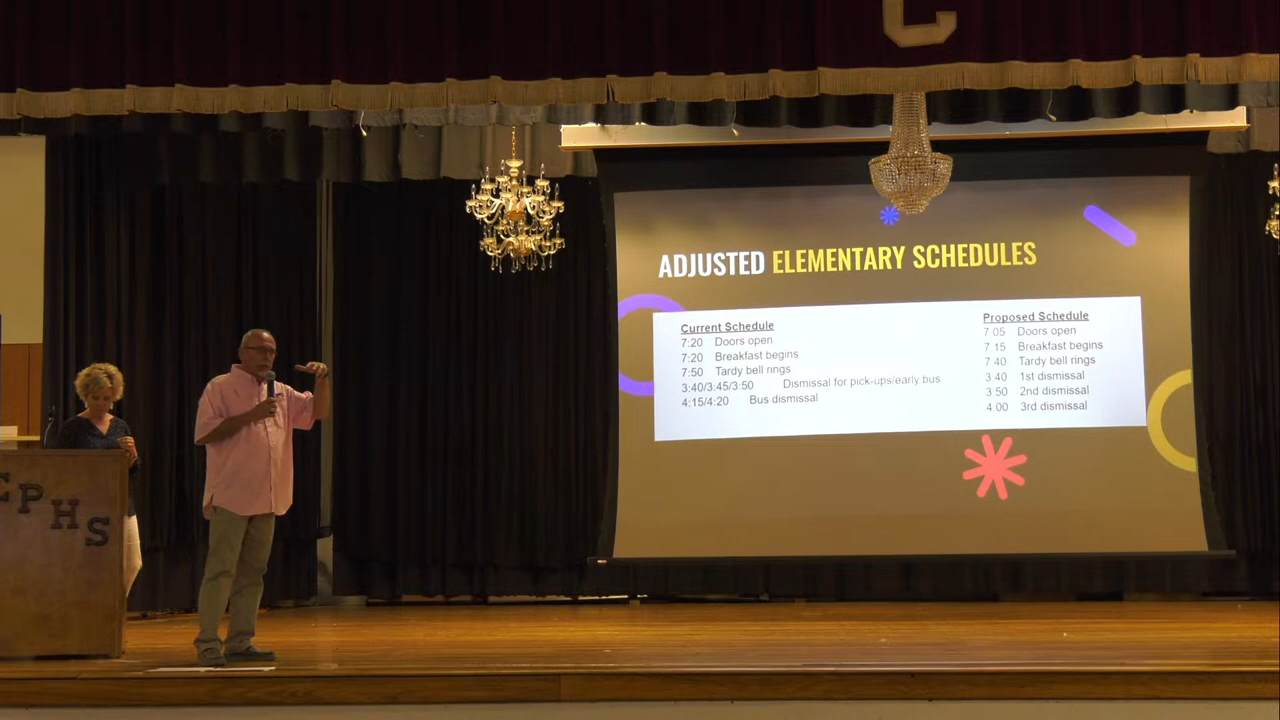 C
ADJUSTED ELEMENTARY SCHEDULES
Current Schedule
7:20 Doors open
7:20 Breakfast begins
7:50 Tardy bell rings
3:40/3:45/3:50 Dismissal for pick-ups/early bus
4:15/4:20 Bus dismissal
Proposed Schedule
7 05 Doors open
7 15 Breakfast begins
7 40 Tardy bell rings
3 40 1st dismissal
3 50 2nd dismissal
4.00 3rd dismissal
CPHS